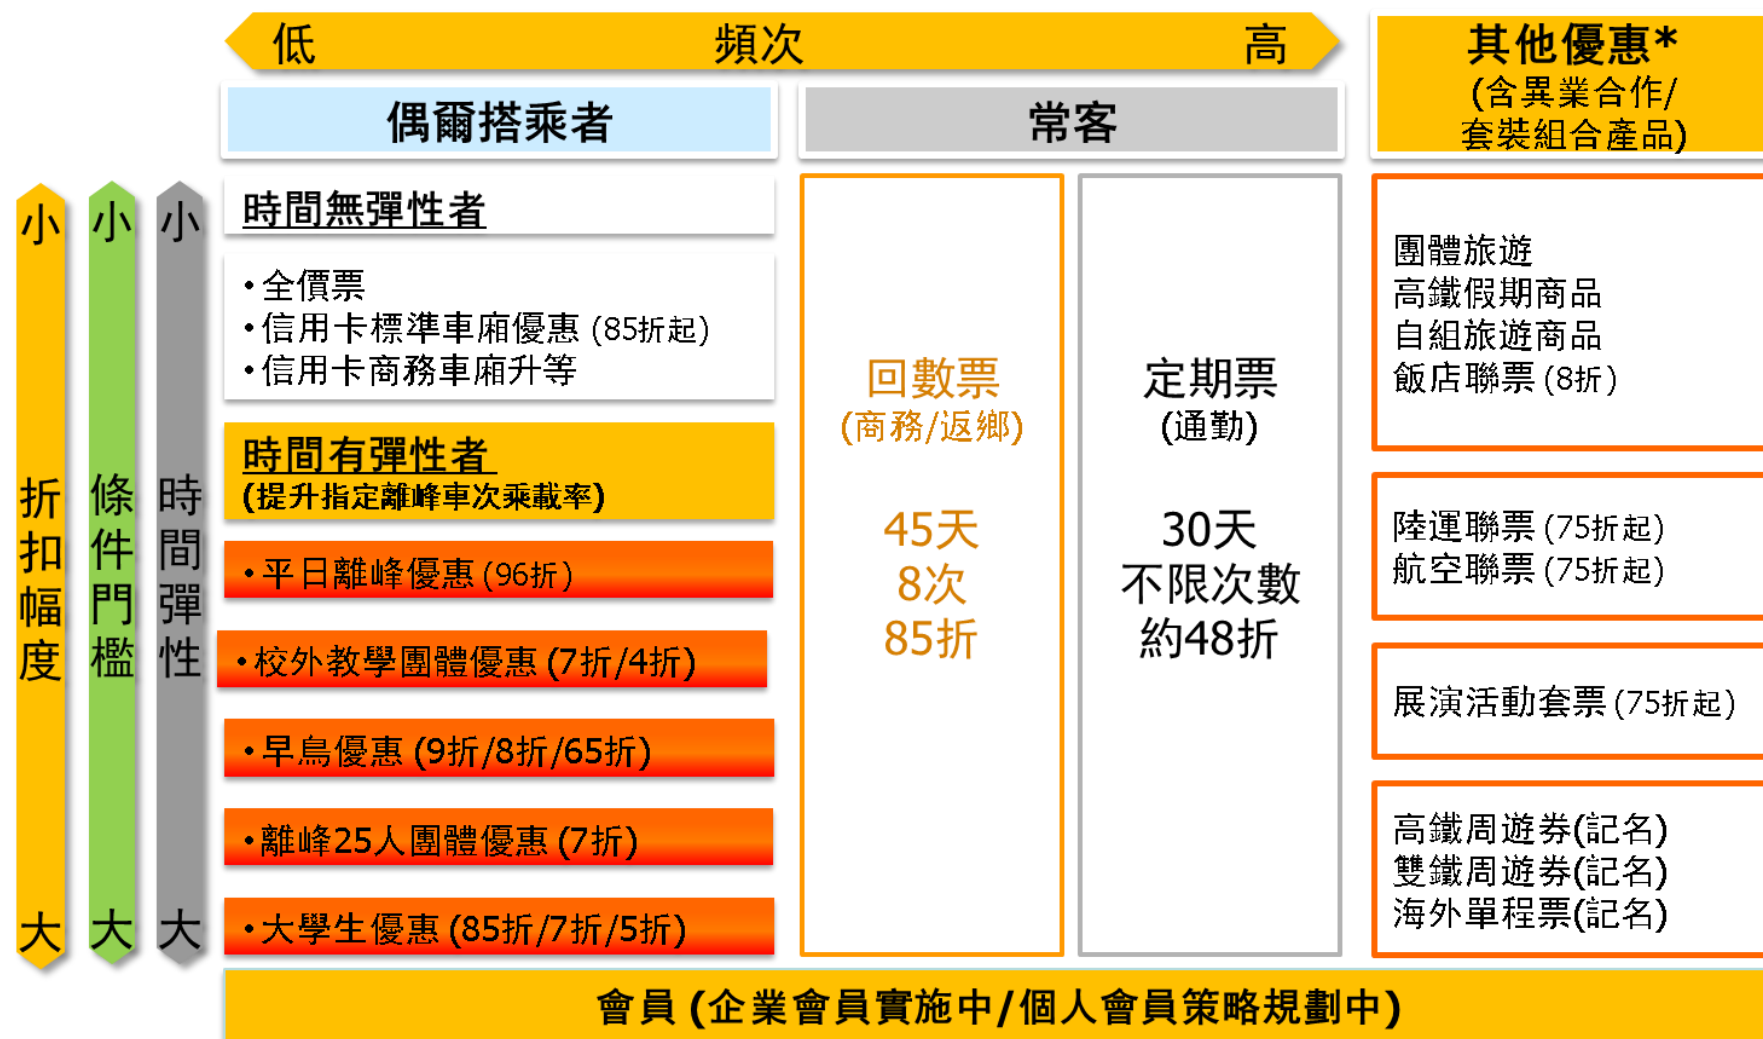 低 頻次 高
其他優惠*
(含異業合作/
套裝組合產品)
偶爾搭乘者
常客
小
折扣幅度
大
小
條件門檻
大
小
時間彈性
大
時間無彈性者
•全價票
•信用卡標準車廂優惠 (85折起)
•信用卡商務車廂升等
時間有彈性者
(提升指定離峰車次乘載率)
•平日離峰優惠 (96折)
•校外教學團體優惠 (7折/4折)
•早鳥優惠 (9折/8折/65折)
•離峰25人團體優惠 (7折)
•大學生優惠 (85折/7折/5折)
回數票
(商務/返鄉)
45天
8次
85折
定期票
(通勤)
30天
不限次數
約48折
團體旅遊
高鐵假期商品
自組旅遊商品
飯店聯票 (8折)
陸運聯票 (75折起)
航空聯票 (75折起)
展演活動套票 (75折起)
高鐵周遊券(記名)
雙鐵周遊券(記名)
海外單程票(記名)
會員 (企業會員實施中/個人會員策略規劃中)